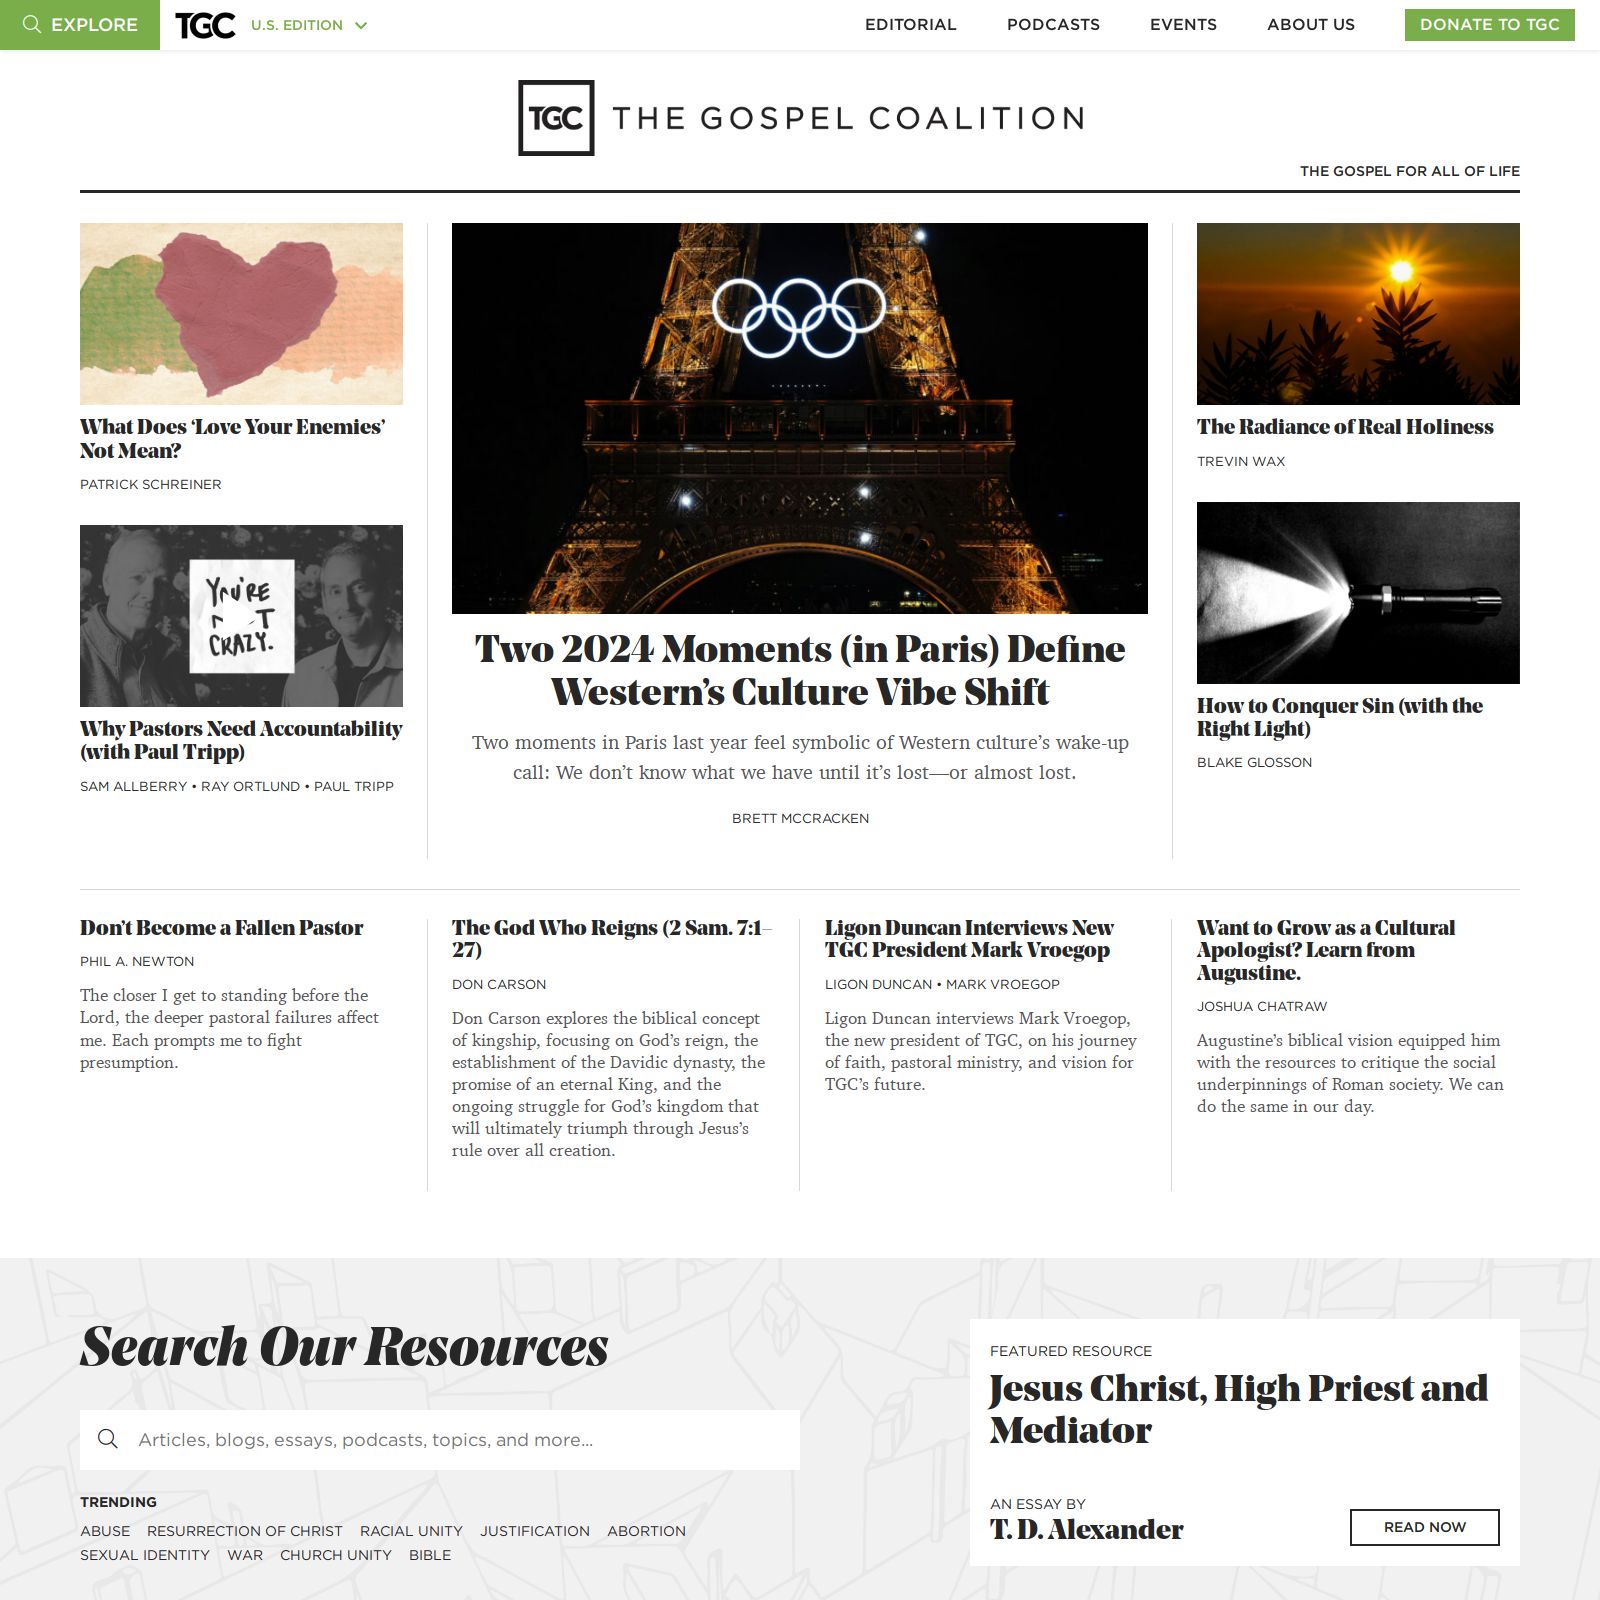 EXPLORE
TGC
U.S. EDITION
EDITORIAL
PODCASTS
EVENTS
ABOUT US
DONATE TO TGC
TGC THE GOSPEL COALITION
THE GOSPEL FOR ALL OF LIFE
What Does ‘Love Your Enemies’
Not Mean?
PATRICK SCHREINER
YOU'RE
CRAZY.
Why Pastors Need Accountability
(with Paul Tripp)
SAM ALLBERRY • RAY ORTLUND • PAUL TRIPP
Two 2024 Moments (in Paris) Define
Western’s Culture Vibe Shift
Two moments in Paris last year feel symbolic of Western culture’s wake-up
call: We don’t know what we have until it’s lost—or almost lost.
BRETT MCCRACKEN
The Radiance of Real Holiness
TREVIN WAX
How to Conquer Sin (with the
Right Light)
BLAKE GLOSSON
Don’t Become a Fallen Pastor
PHIL A. NEWTON
The closer I get to standing before the
Lord, the deeper pastoral failures affect
me. Each prompts me to fight
presumption.
The God Who Reigns (2 Sam. 7:1–
27)
DON CARSON
Don Carson explores the biblical concept
of kingship, focusing on God’s reign, the
establishment of the Davidic dynasty, the
promise of an eternal King, and the
ongoing struggle for God’s kingdom that
will ultimately triumph through Jesus’s
rule over all creation.
Ligon Duncan Interviews New
TGC President Mark Vroegop
LIGON DUNCAN • MARK VROEGOP
Ligon Duncan interviews Mark Vroegop,
the new president of TGC, on his journey
of faith, pastoral ministry, and vision for
TGC’s future.
Want to Grow as a Cultural
Apologist? Learn from
Augustine.
JOSHUA CHATRAW
Augustine’s biblical vision equipped him
with the resources to critique the social
underpinnings of Roman society. We can
do the same in our day.
Search Our Resources
Articles, blogs, essays, podcasts, topics, and more...
TRENDING
ABUSE RESURRECTION OF CHRIST RACIAL UNITY JUSTIFICATION ABORTION
SEXUAL IDENTITY WAR CHURCH UNITY BIBLE
FEATURED RESOURCE
Jesus Christ, High Priest and
Mediator
AN ESSAY BY
T. D. Alexander
READ NOW